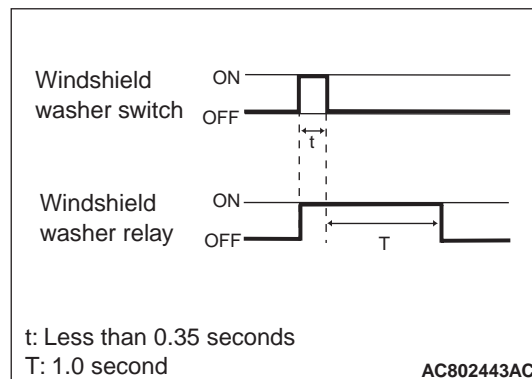 Windshield
washer switch
ON
OFF
t
Windshield
washer relay
ON
OFF
T
t: Less than 0.35 seconds
T: 1.0 second
AC802443AC